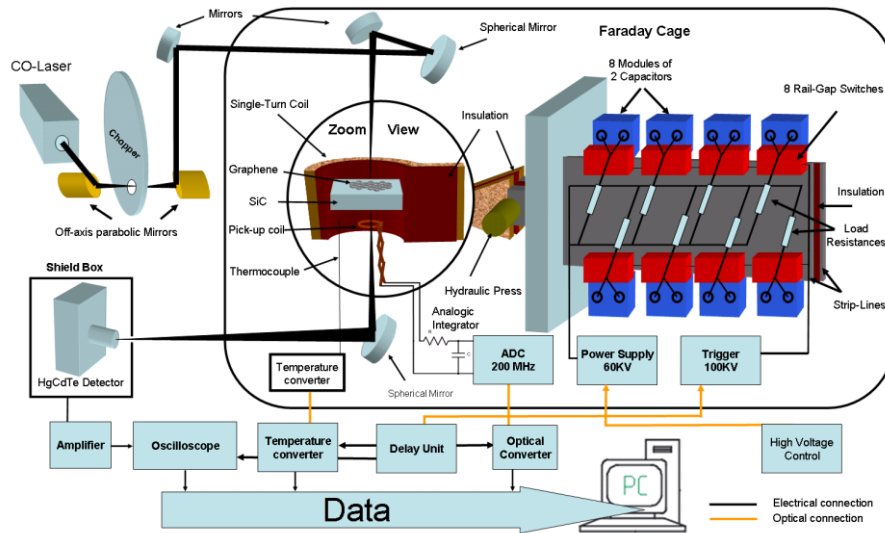 Mirrors
Spherical Mirror
Faraday Cage
CO-Laser
Chopper
8 Modules of
2 Capacitors
8 Rail-Gap Switches
Single-Turn Coil
Zoom View
Insulation
Graphene
SiC
Pick-up coil
Off-axis parabolic Mirrors
Thermocouple
Insulation
Load
Resistances
Strip-Lines
Hydraulic Press
Shield Box
HgCdTe Detector
Analogic
Integrator
R
C
ADC
200 MHz
Power Supply
60KV
Trigger
100KV
Temperature
converter
Spherical Mirror
Amplifier
Oscilloscope
Temperature
converter
Delay Unit
Optical
Converter
High Voltage
Control
PC
Data
Electrical connection
Optical connection